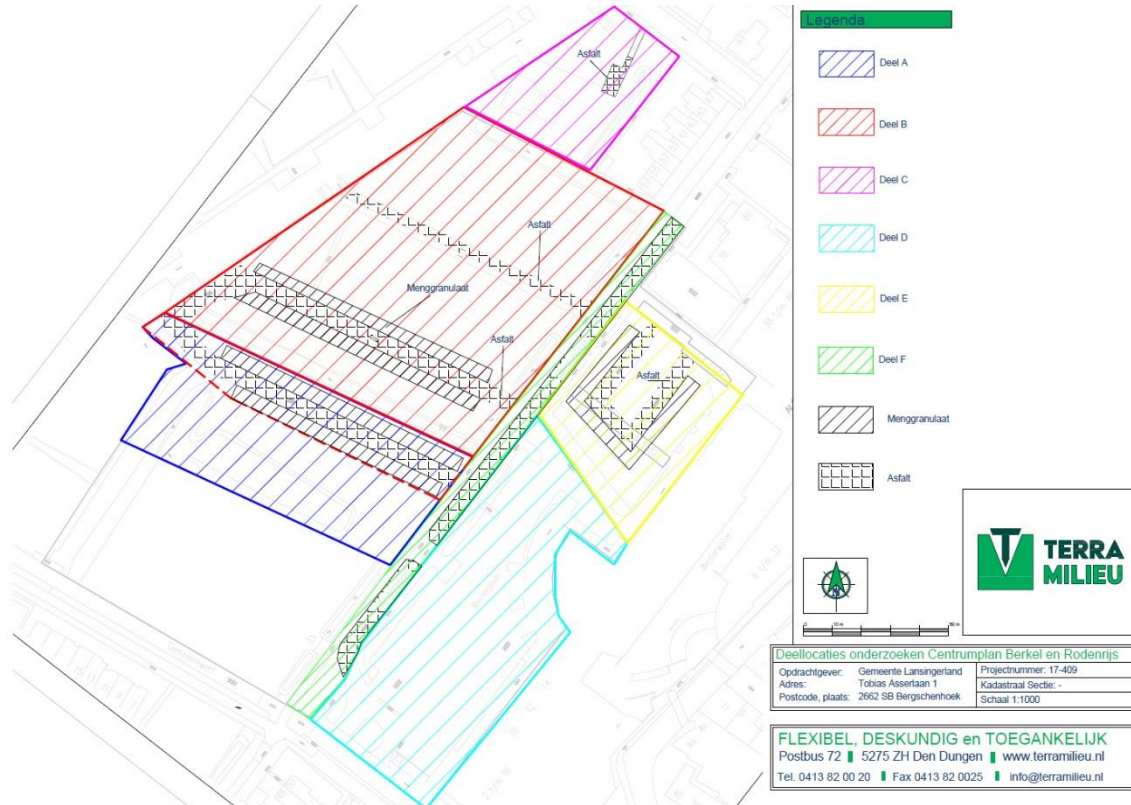 Legenda
Deel A
Deel B
Deel C
Deel D
Deel E
Deel F
Menggranulaat
Asfalt
Asfalt
Asfalt
Menggranulaat
Asfalt
Asfalt
TERRA
MILIEU
Deellocaties onderzoeken Centrumplan Berkel en Rodenrijs
Opdrachtgever: Gemeente Lansingerland
Adres: Tobias Asserlaan 1
Postcode, plaats: 2662 SB Bergschenhoek
Projectnummer: 17-409
Kadastraal Sectie: -
Schaal 1:1000
FLEXIBEL, DESKUNDIG en TOEGANKELIJK
Postbus 72 5275 ZH Den Dungen www.terramilieu.nl
Tel. 0413 82 00 20 Fax 0413 82 0025 info@terramilieu.nl